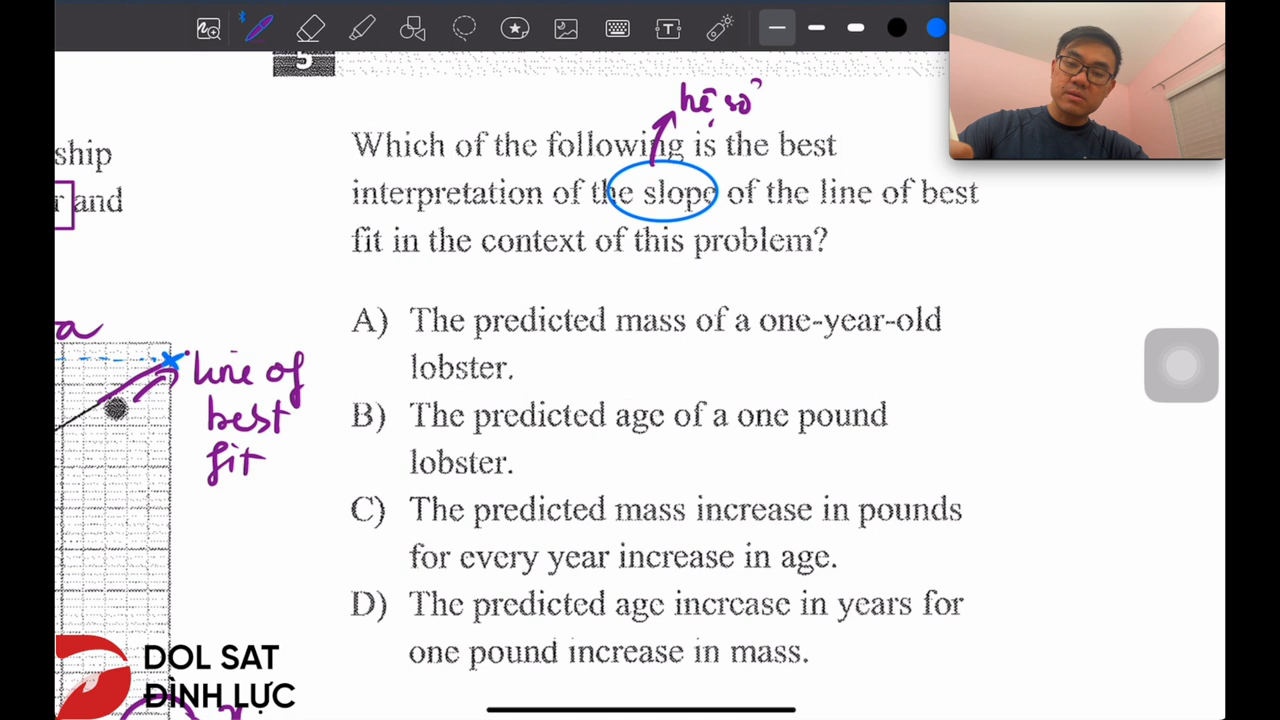 5
hệ số
ship
r and
Which of the following is the best
interpretation of the slope of the line of best
fit in the context of this problem?
A) The predicted mass of a one-year-old
lobster.
B) The predicted age of a one pound
lobster.
C) The predicted mass increase in pounds
for every year increase in age.
D) The predicted age increase in years for
one pound increase in mass.
a
line of
best
fit
DOL SAT
ĐÌNH LỰC